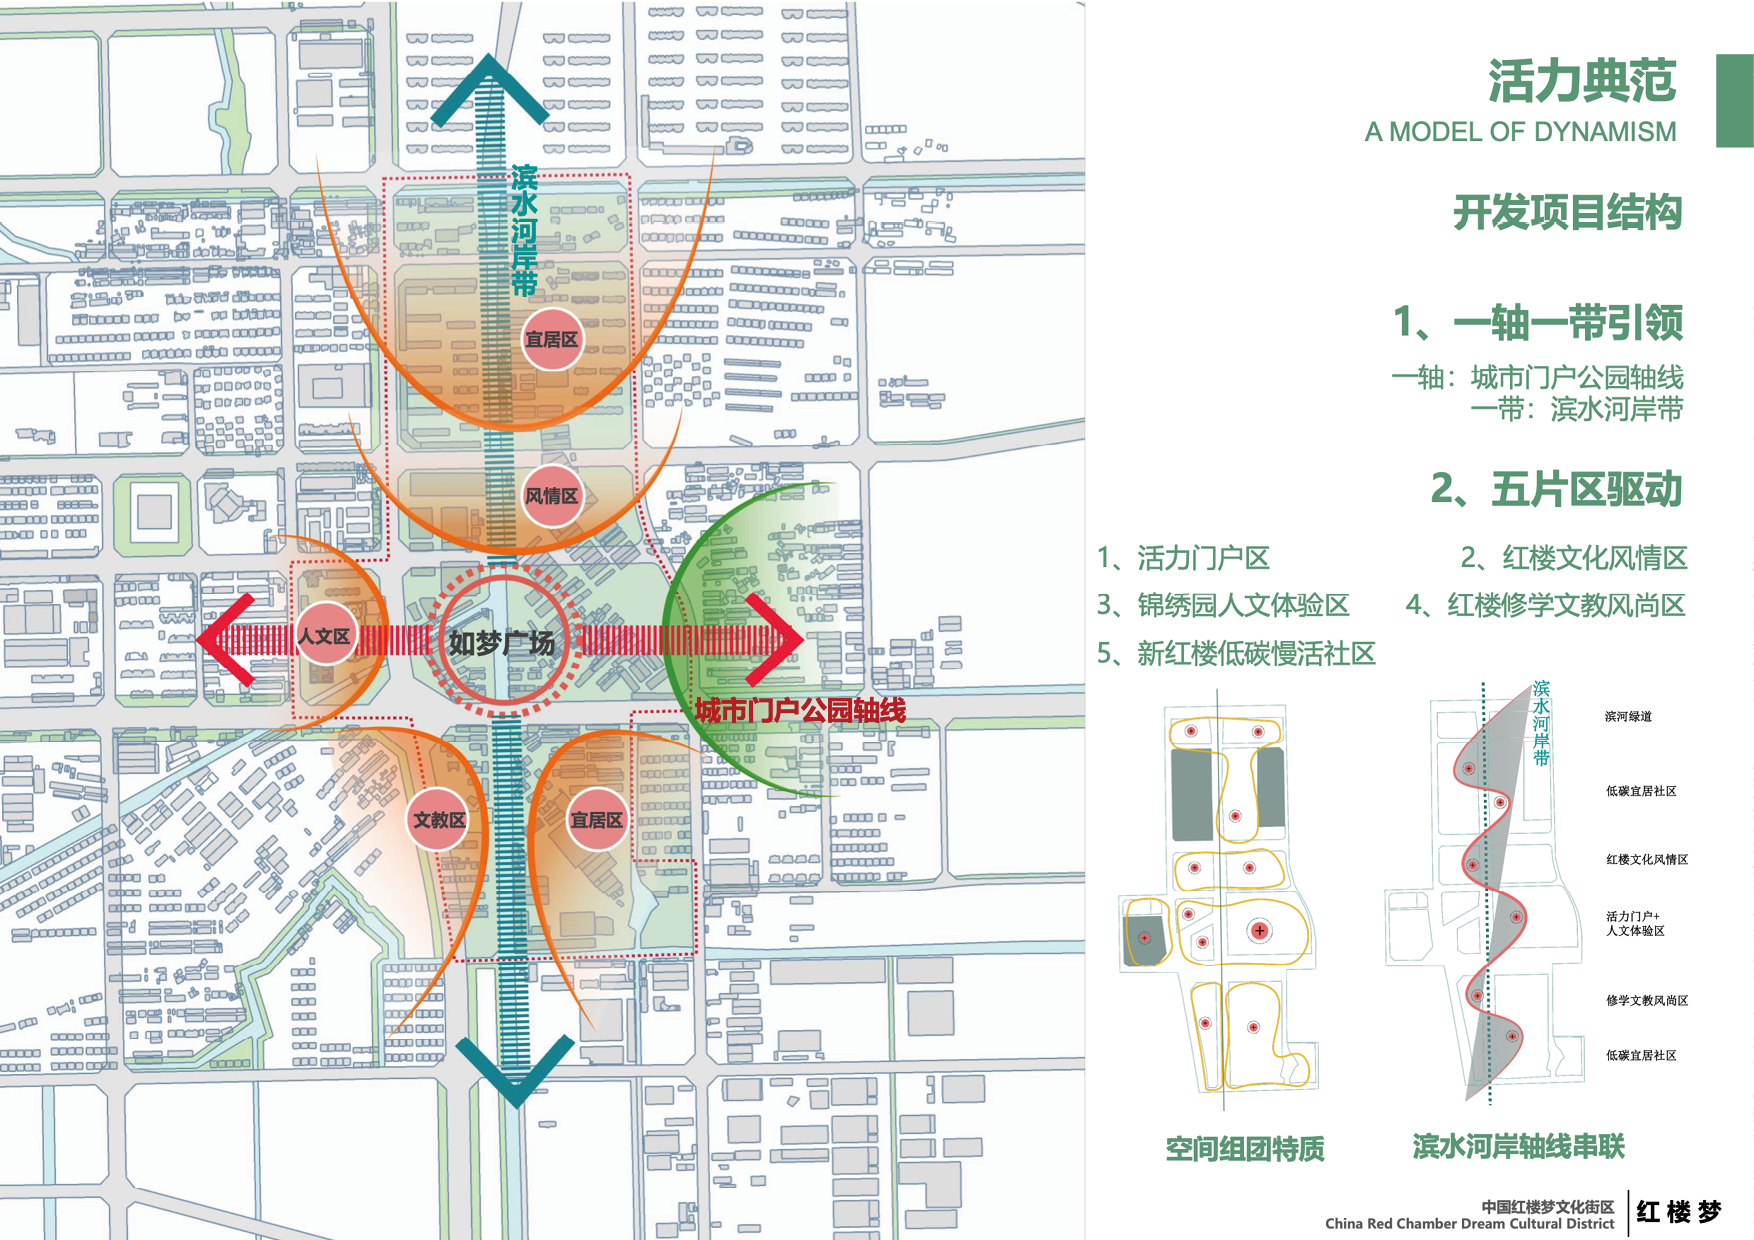 滨水河岸带
宜居区
风情区
人文区
如梦广场
城市门户公园轴线
文教区
宜居区
活力典范
A MODEL OF DYNAMISM
开发项目结构
1、一轴一带引领
一轴：城市门户公园轴线
一带：滨水河岸带
2、五片区驱动
1、活力门户区
2、红楼文化风情区
3、锦绣园人文体验区
4、红楼修学文教风尚区
5、新红楼低碳慢活社区
滨水河岸带
滨河绿道
低碳宜居社区
红楼文化风情区
活力门户+
人文体验区
修学文教风尚区
低碳宜居社区
空间组团特质
滨水河岸轴线串联
中国红楼梦文化街区
China Red Chamber Dream Cultural District
红楼梦